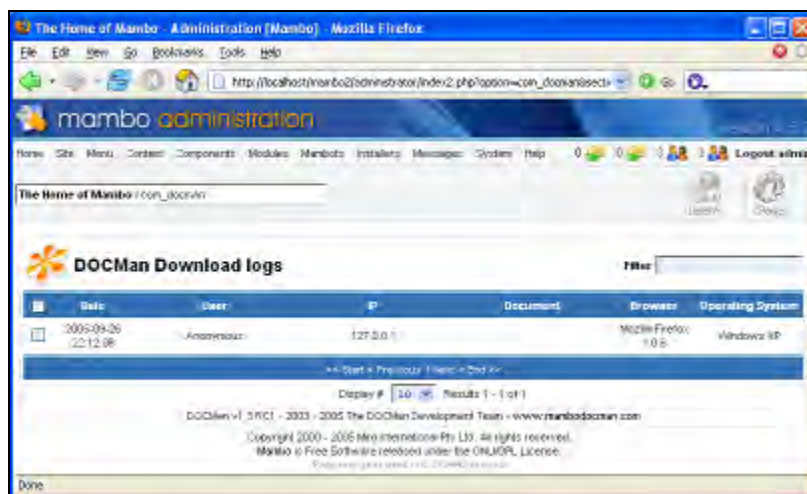 The Home of Mambo - Administration [Mambo] - Mozilla Firefox
File Edit View Go Bookmarks Tools Help
http://localhost/mambo2/administrator/index2.php?option=com_docman&secti
Go
mambo administration
Home Site Menu Content Components Modules Mambots Installers Messages System Help 0 0 3 Logout admin
The Home of Mambo / com_docman
DOCMan Download logs
Filter
Date User IP Document Browser Operating System
Anonymous 127.0.0.1 Mozilla Firefox Windows XP
22:12:08 1.0.6
<< Start < Previous 1 Next > End >>
Display # 10 Results 1 - 1 of 1
DOCMan v1.3 RC1 - 2003 - 2005 The DOCMan Development Team - www.mambodocman.com
Copyright 2000 - 2005 Miro International Pty Ltd. All rights reserved.
Mambo is Free Software released under the GNU/GPL License.
Done